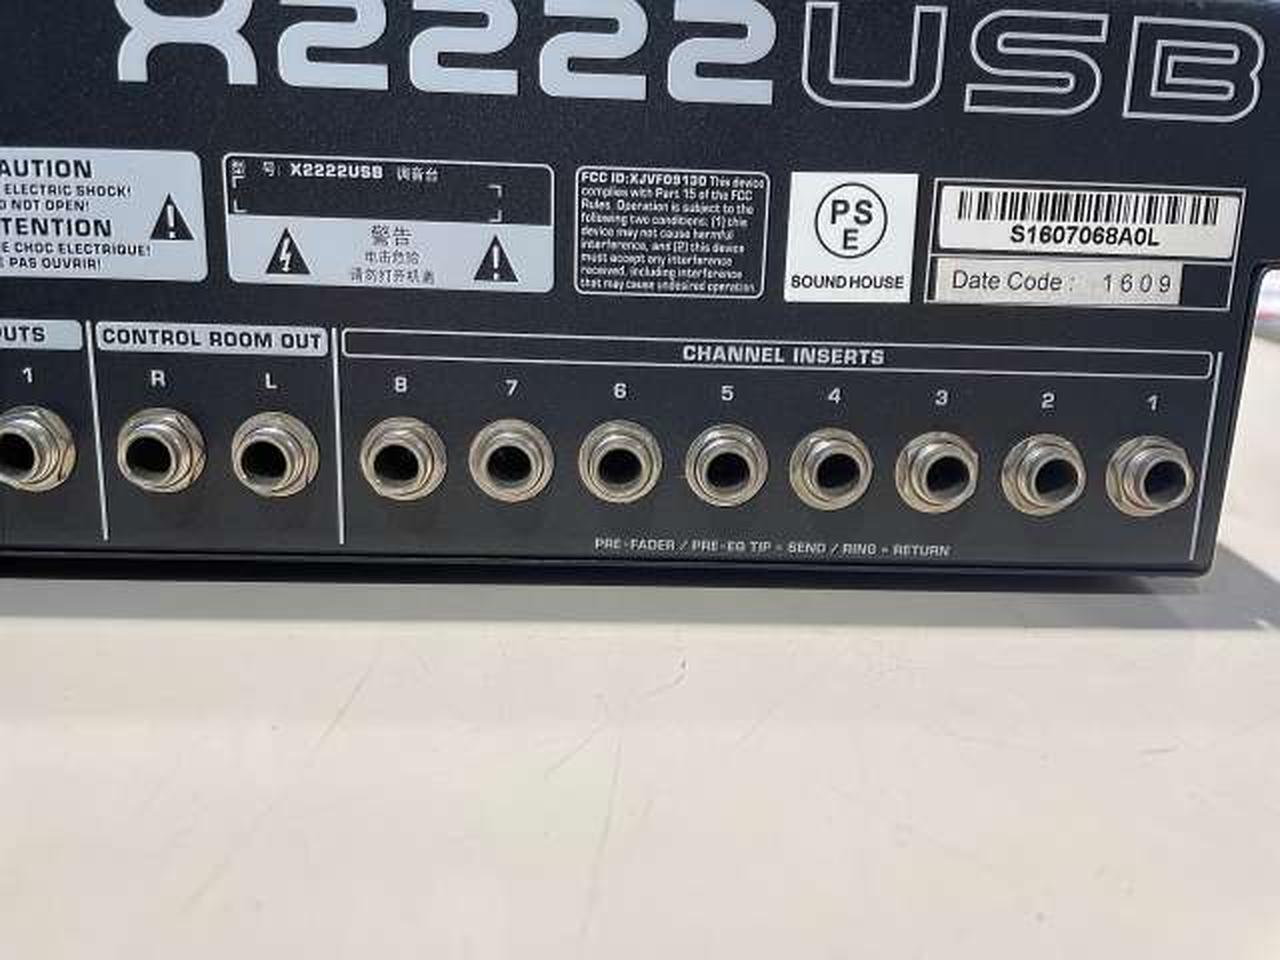 X2222USB
AUTION
ELECTRIC SHOCK!
O NOT OPEN!
TENTION
E CHOC ELECTRIQUE!
E PAS OUVRIR!
型 号: X2222USB 调音台
警告
电击危险
请勿打开机盖
FCC ID:XJVFO9130 This device
complies with Part 15 of the FCC
Rules. Operation is subject to the
following two conditions: (1) this
device may not cause harmful
interference, and (2) this device
must accept any interference
received, including interference
that may cause undesired operation.
PS
E
SOUND HOUSE
S1607068A0L
Date Code : 1609
UTS
CONTROL ROOM OUT
CHANNEL INSERTS
1
R L
8 7 6 5 4 3 2 1
PRE-FADER / PRE-EQ TIP = SEND / RING = RETURN